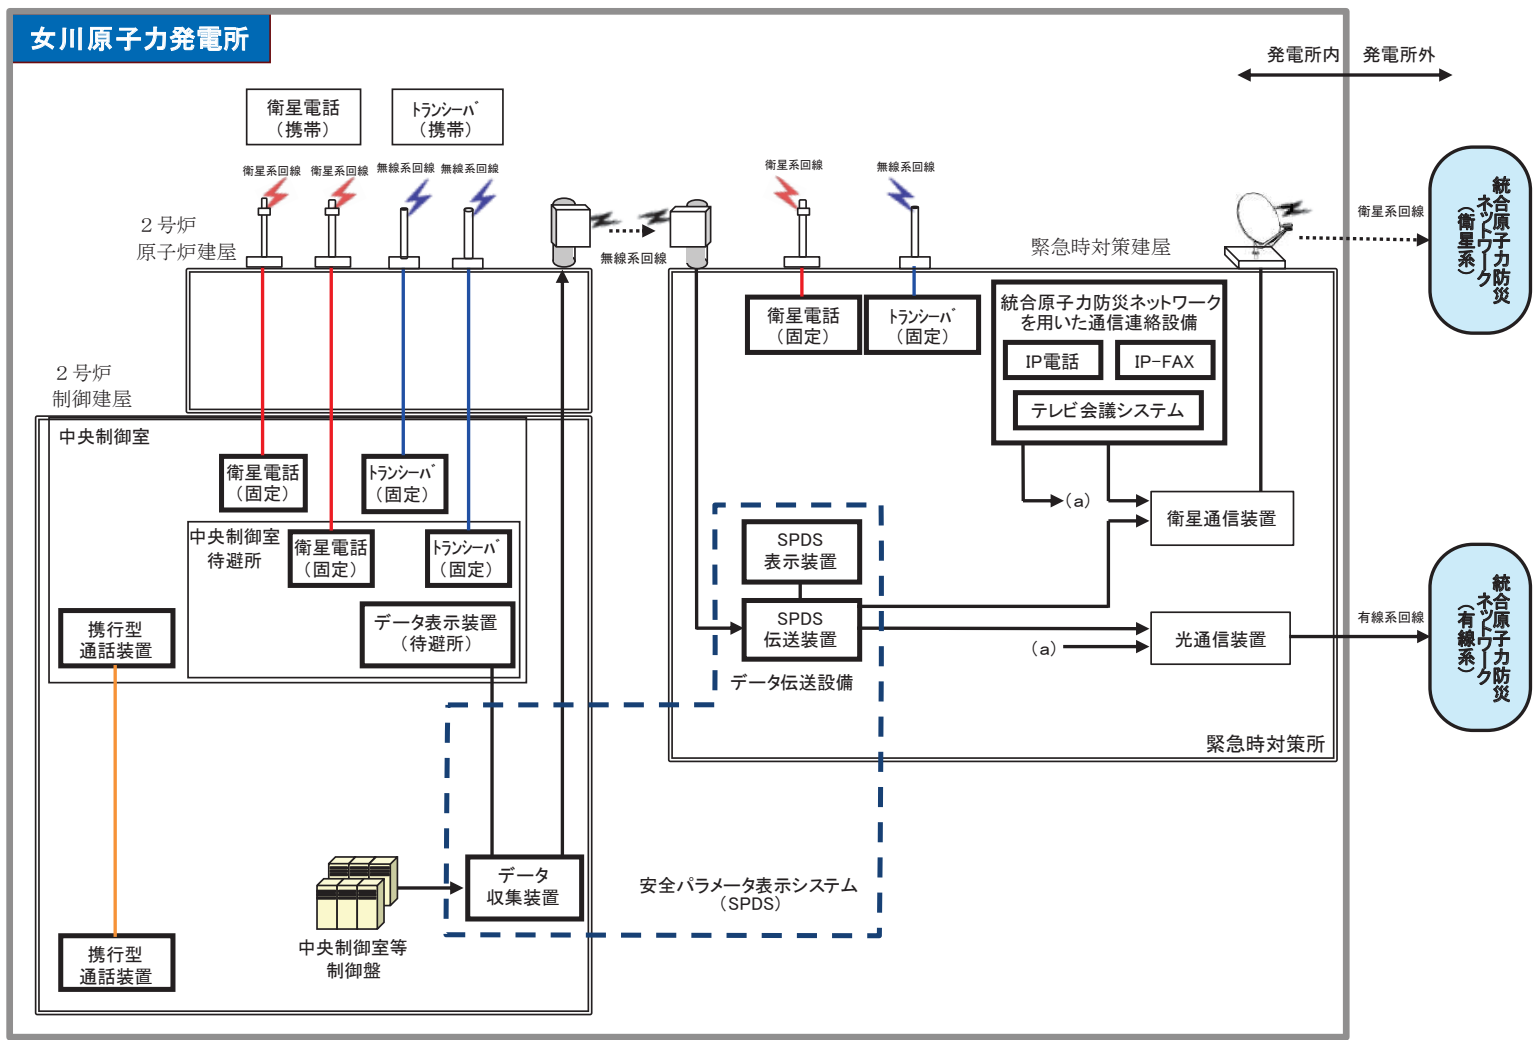 女川原子力発電所
発電所内
発電所外
衛星電話
（携帯）
トランシーバ
（携帯）
衛星系回線
衛星系回線
無線系回線
無線系回線
無線系回線
衛星系回線
無線系回線
衛星系回線
統合原子力防災
ネットワーク
（衛星系）
２号炉
原子炉建屋
緊急時対策建屋
衛星電話
（固定）
トランシーバ
（固定）
統合原子力防災ネットワーク
を用いた通信連絡設備
IP電話
IP-FAX
テレビ会議システム
２号炉
制御建屋
中央制御室
衛星電話
（固定）
トランシーバ
（固定）
中央制御室
待避所
衛星電話
（固定）
トランシーバ
（固定）
データ表示装置
（待避所）
携行型
通話装置
(a)
衛星通信装置
SPDS
表示装置
SPDS
伝送装置
データ伝送設備
(a)
光通信装置
有線系回線
統合原子力防災
ネットワーク
（有線系）
緊急時対策所
データ
収集装置
安全パラメータ表示システム
（SPDS）
中央制御室等
制御盤
携行型
通話装置